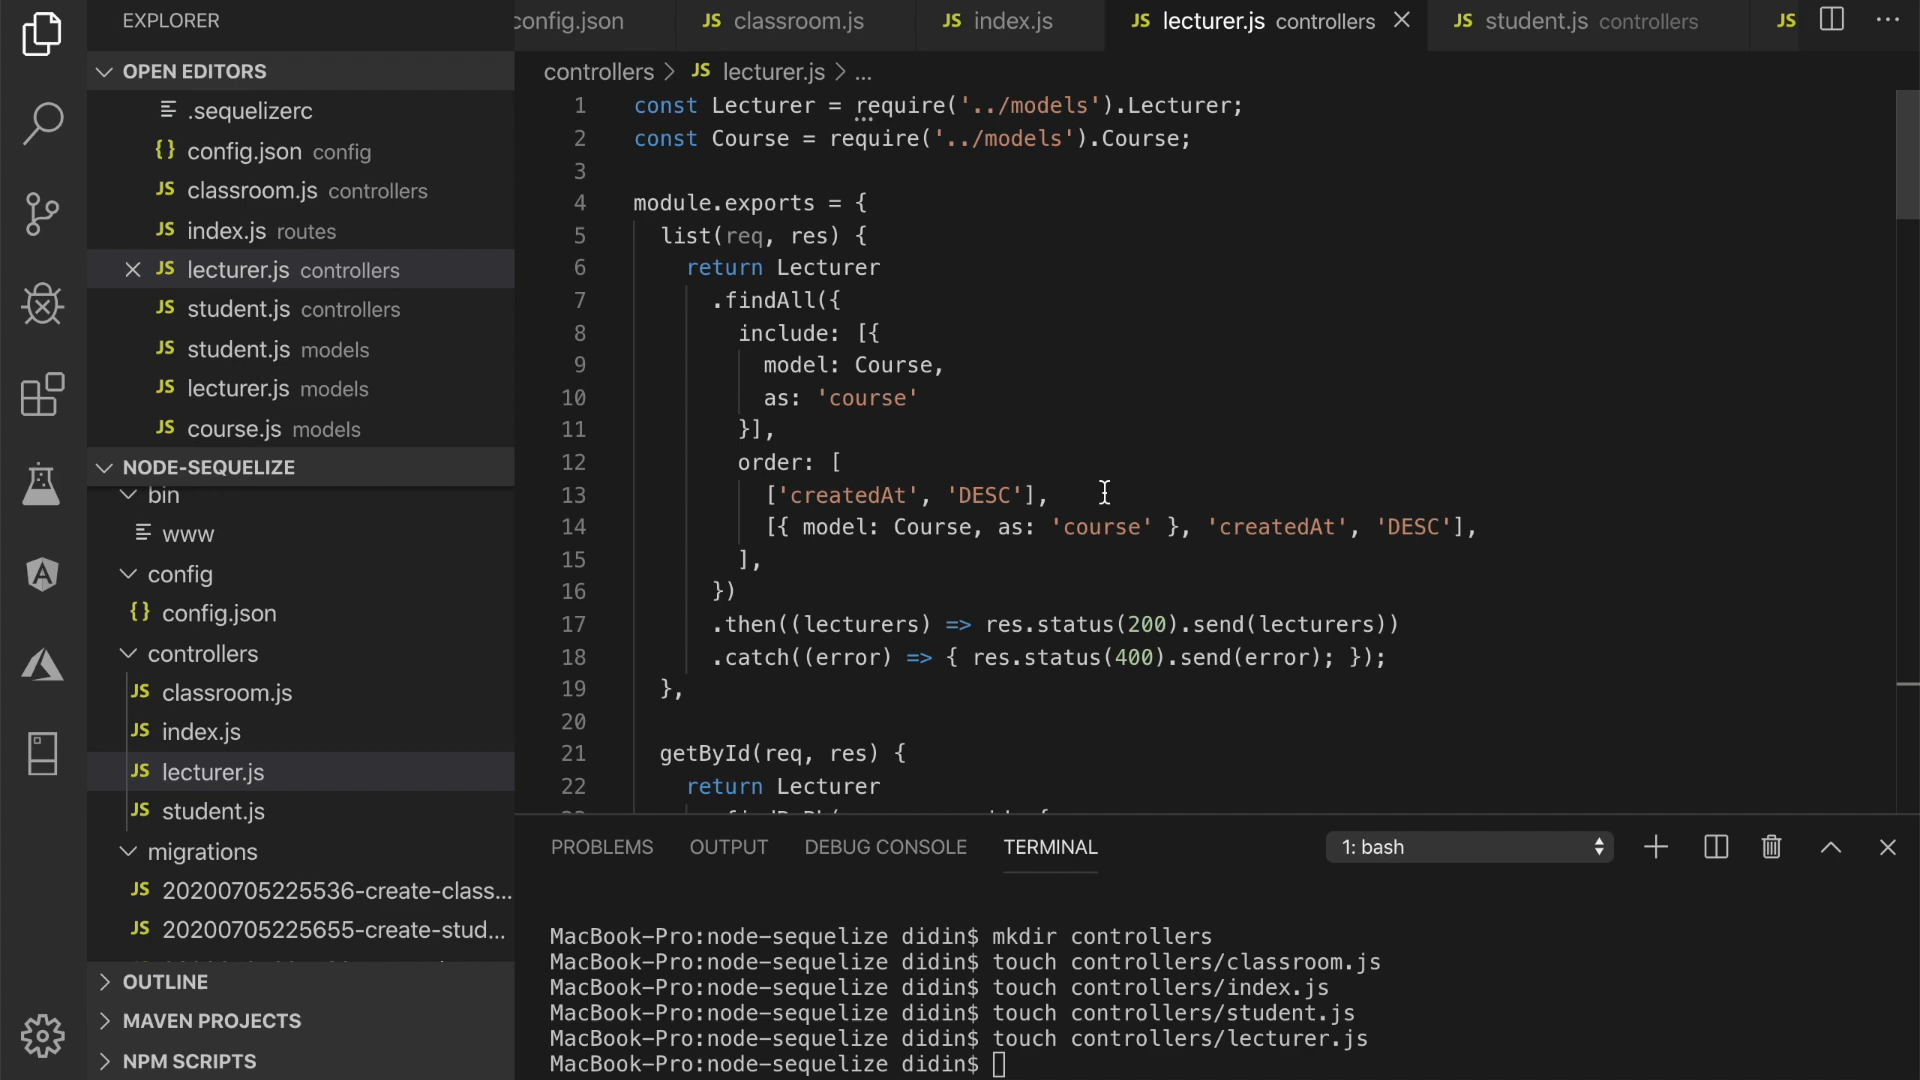 EXPLORER
OPEN EDITORS
.sequelizerc
{} config.json config
JS classroom.js controllers
JS index.js routes
JS lecturer.js controllers
JS student.js controllers
JS student.js models
JS lecturer.js models
JS course.js models
NODE-SEQUELIZE
bin
www
config
{} config.json
controllers
JS classroom.js
JS index.js
JS lecturer.js
JS student.js
migrations
JS 20200705225536-create-class...
JS 20200705225655-create-stud...
OUTLINE
MAVEN PROJECTS
NPM SCRIPTS
config.json JS classroom.js JS index.js JS lecturer.js controllers JS student.js controllers JS
controllers > JS lecturer.js > ...
1 const Lecturer = require('../models').Lecturer;
2 const Course = require('../models').Course;
3
4 module.exports = {
5 list(req, res) {
6 return Lecturer
7 .findAll({
8 include: [{
9 model: Course,
10 as: 'course'
11 }],
12 order: [
13 ['createdAt', 'DESC'],
14 [{ model: Course, as: 'course' }, 'createdAt', 'DESC'],
15 ],
16 })
17 .then((lecturers) => res.status(200).send(lecturers))
18 .catch((error) => { res.status(400).send(error); });
19 },
20
21 getById(req, res) {
22 return Lecturer
PROBLEMS OUTPUT DEBUG CONSOLE TERMINAL 1: bash
MacBook-Pro:node-sequelize didin$ mkdir controllers
MacBook-Pro:node-sequelize didin$ touch controllers/classroom.js
MacBook-Pro:node-sequelize didin$ touch controllers/index.js
MacBook-Pro:node-sequelize didin$ touch controllers/student.js
MacBook-Pro:node-sequelize didin$ touch controllers/lecturer.js
MacBook-Pro:node-sequelize didin$